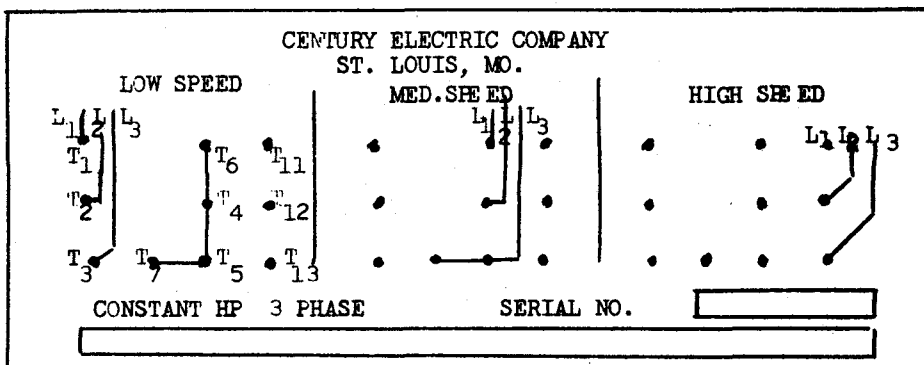 CENTURY ELECTRIC COMPANY
ST. LOUIS, MO.
LOW SPEED
MED.SPEED
HIGH SPEED
L1 L2 L3
L1 L2 L3
L1 L2 L3
T1 T6 T11
T2 T4 T12
T3 T7 T5 T13
CONSTANT HP 3 PHASE SERIAL NO.